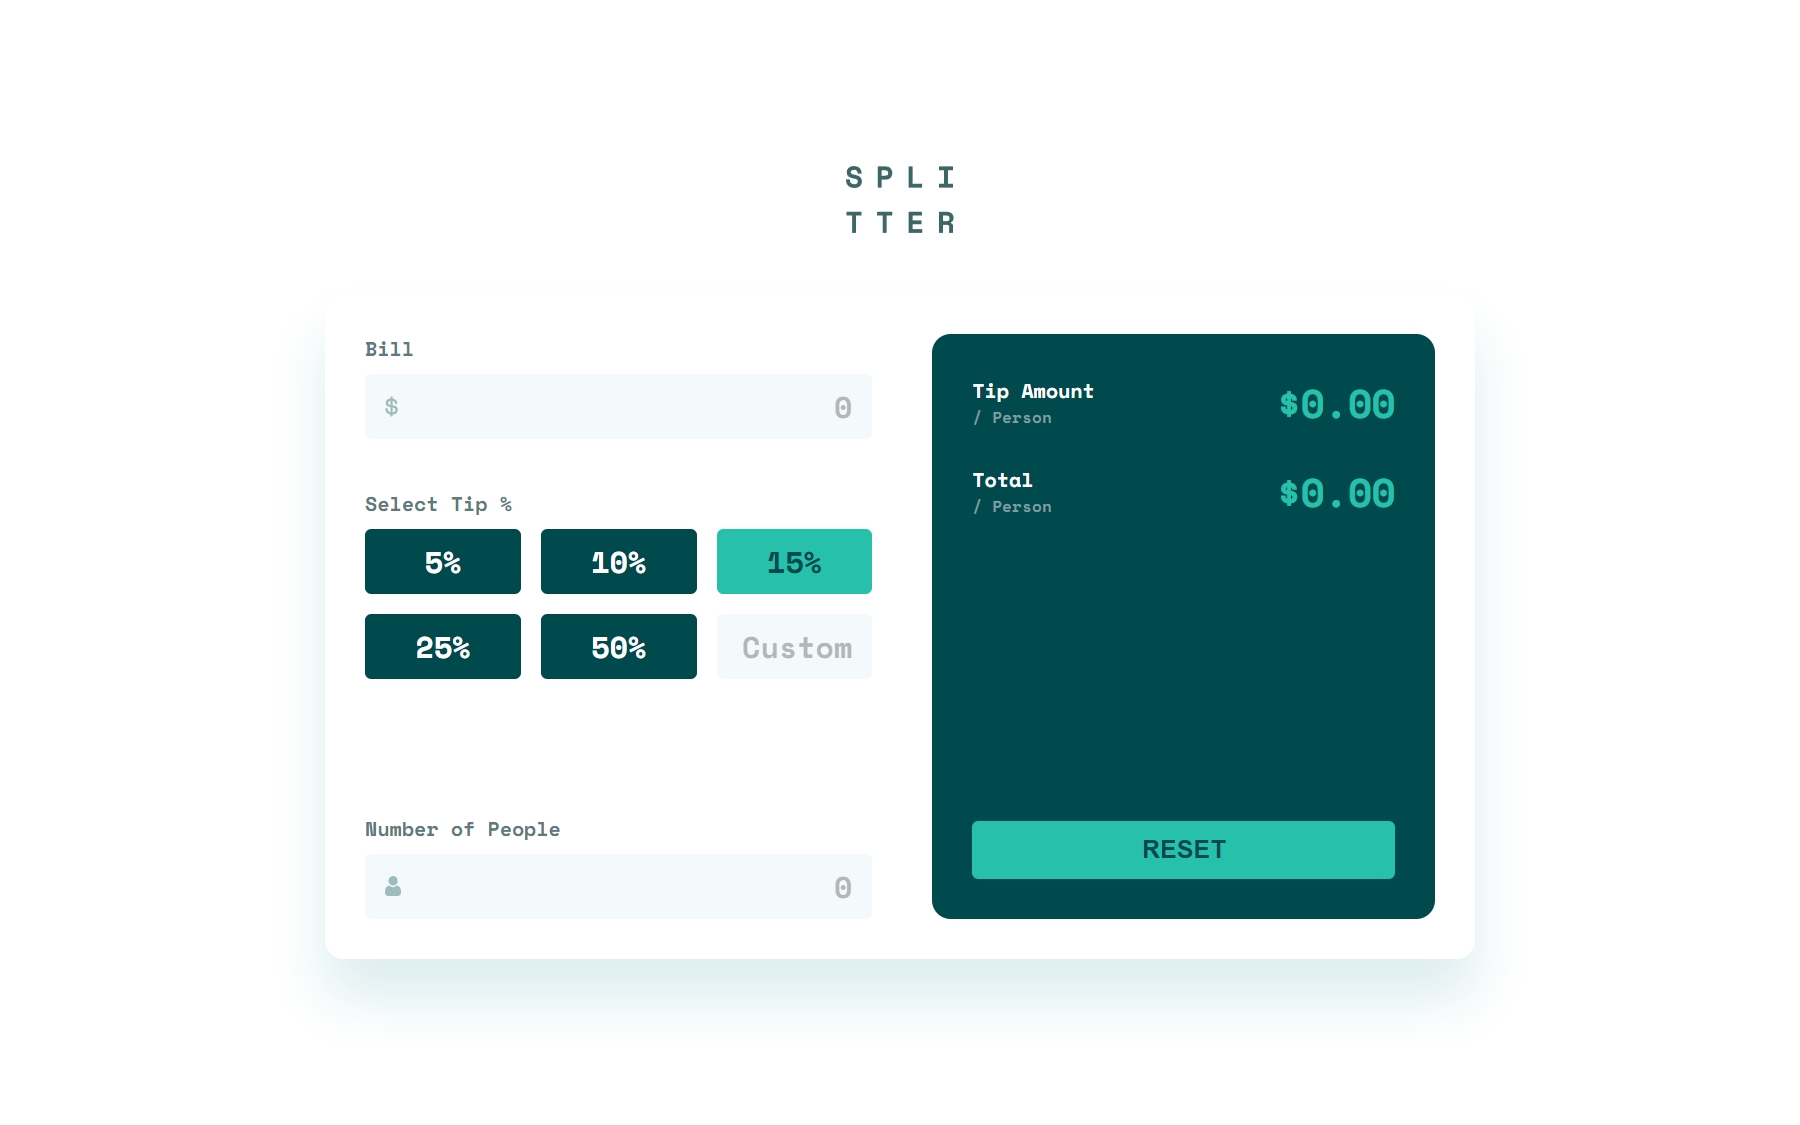 SPLI
TTER
Bill
$ 0
Select Tip %
5% 10% 15%
25% 50% Custom
Number of People
0
Tip Amount
/ Person
$0.00
Total
/ Person
$0.00
RESET